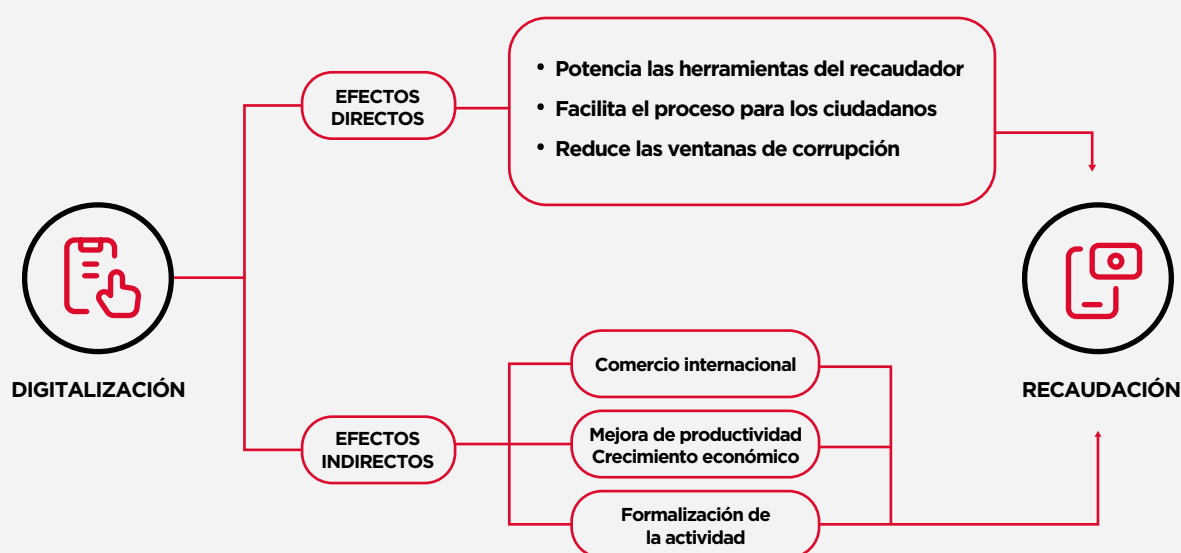 DIGITALIZACIÓN
EFECTOS
DIRECTOS
• Potencia las herramientas del recaudador
• Facilita el proceso para los ciudadanos
• Reduce las ventanas de corrupción
EFECTOS
INDIRECTOS
Comercio internacional
Mejora de productividad
Crecimiento económico
Formalización de
la actividad
RECAUDACIÓN